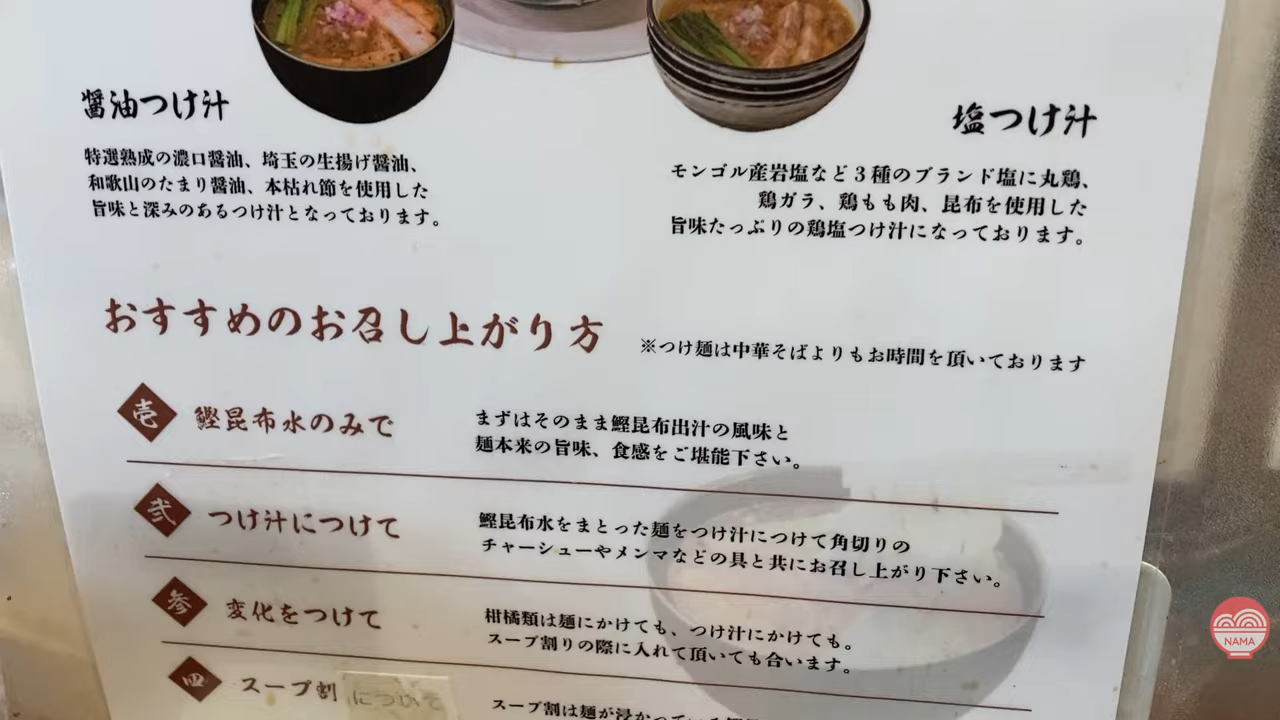 醤油つけ汁
特選熟成の濃口醤油、埼玉の生揚げ醤油、
和歌山のたまり醤油、本枯れ節を使用した
旨味と深みのあるつけ汁となっております。
塩つけ汁
モンゴル産岩塩など3種のブランド塩に丸鶏、
鶏ガラ、鶏もも肉、昆布を使用した
旨味たっぷりの鶏塩つけ汁になっております。
おすすめのお召し上がり方
※つけ麺は中華そばよりもお時間を頂いております
壱 鰹昆布水のみで
まずはそのまま鰹昆布出汁の風味と
麺本来の旨味、食感をご堪能下さい。
弐 つけ汁につけて
鰹昆布水をまとった麺をつけ汁につけて角切りの
チャーシューやメンマなどの具と共にお召し上がり下さい。
参 変化をつけて
柑橘類は麺にかけても、つけ汁にかけても。
スープ割りの際に入れて頂いても合います。
四 スープ割について
スープ割は麺が浸かっている
NAMA